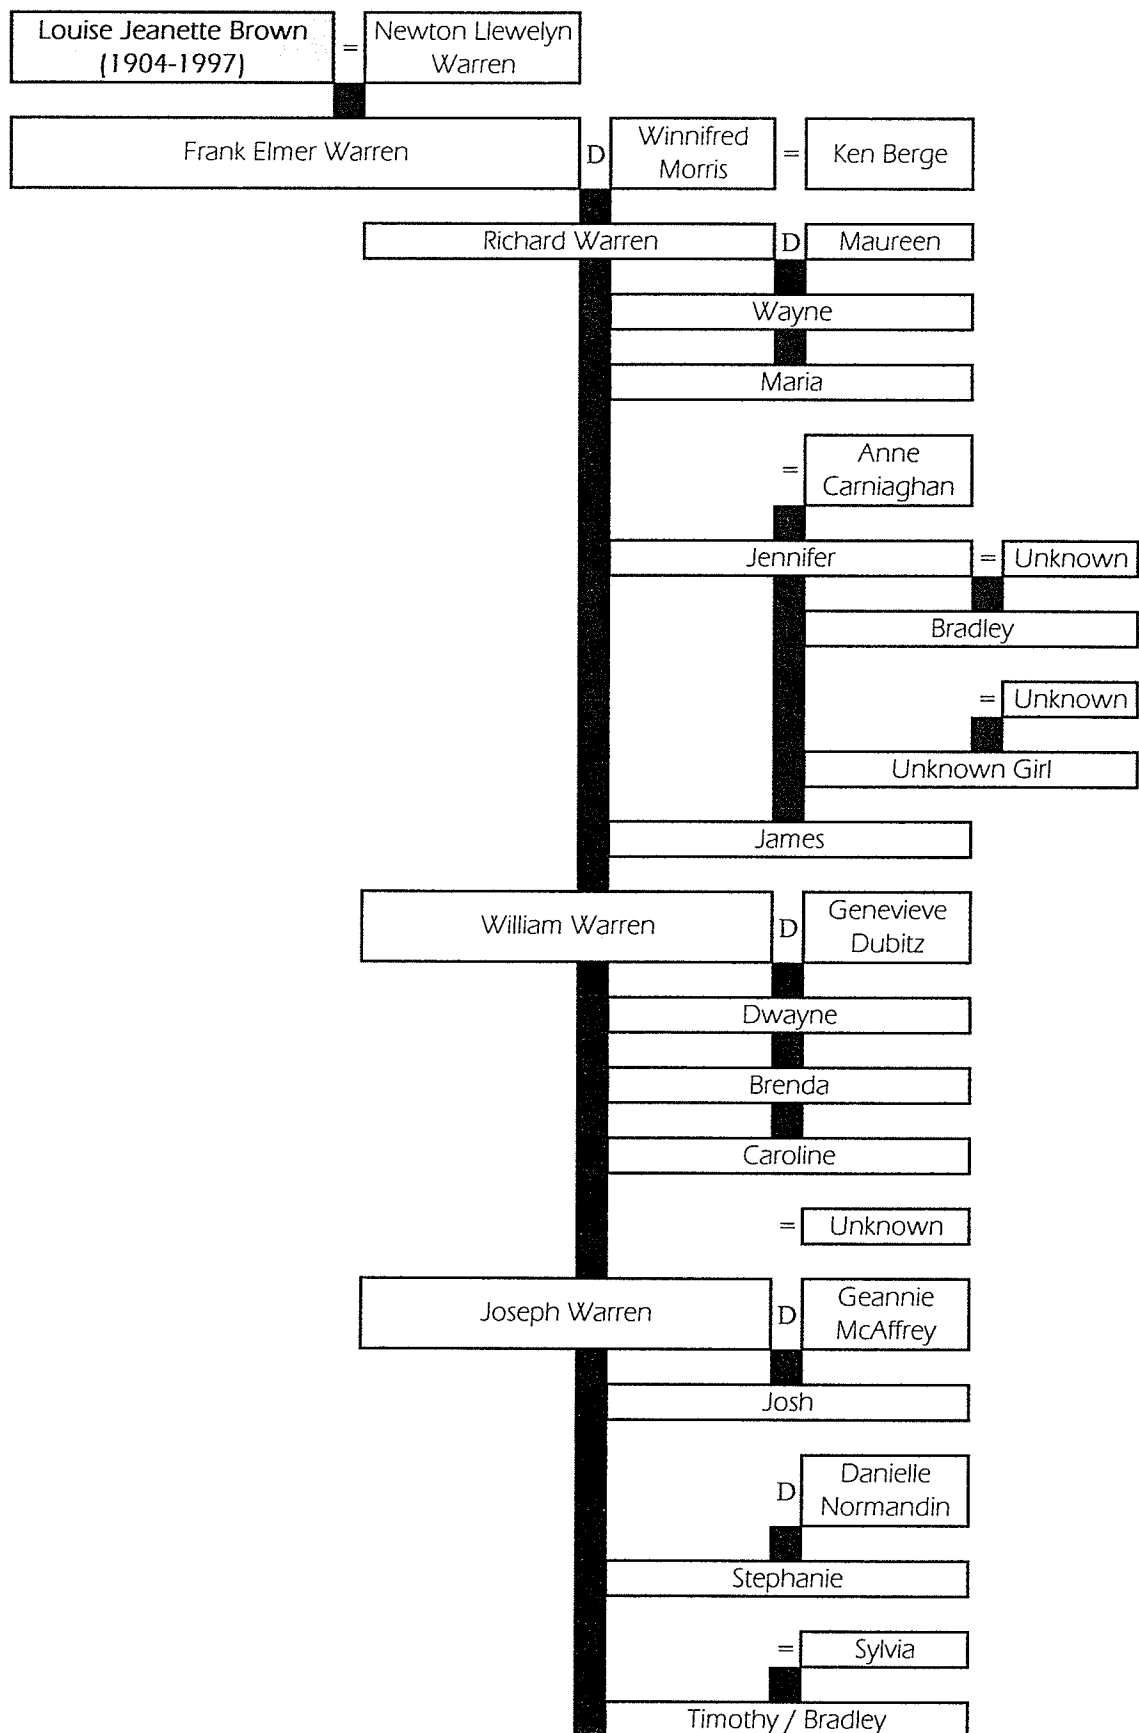 Louise Jeanette Brown
(1904-1997)
=
Newton Llewelyn
Warren
Frank Elmer Warren
D
Winnifred
Morris
=
Ken Berge
Richard Warren
D
Maureen
Wayne
Maria
=
Anne
Carniaghan
Jennifer
=
Unknown
Bradley
=
Unknown
Unknown Girl
James
William Warren
D
Genevieve
Dubitz
Dwayne
Brenda
Caroline
=
Unknown
Joseph Warren
D
Geannie
McAffrey
Josh
D
Danielle
Normandin
Stephanie
=
Sylvia
Timothy / Bradley